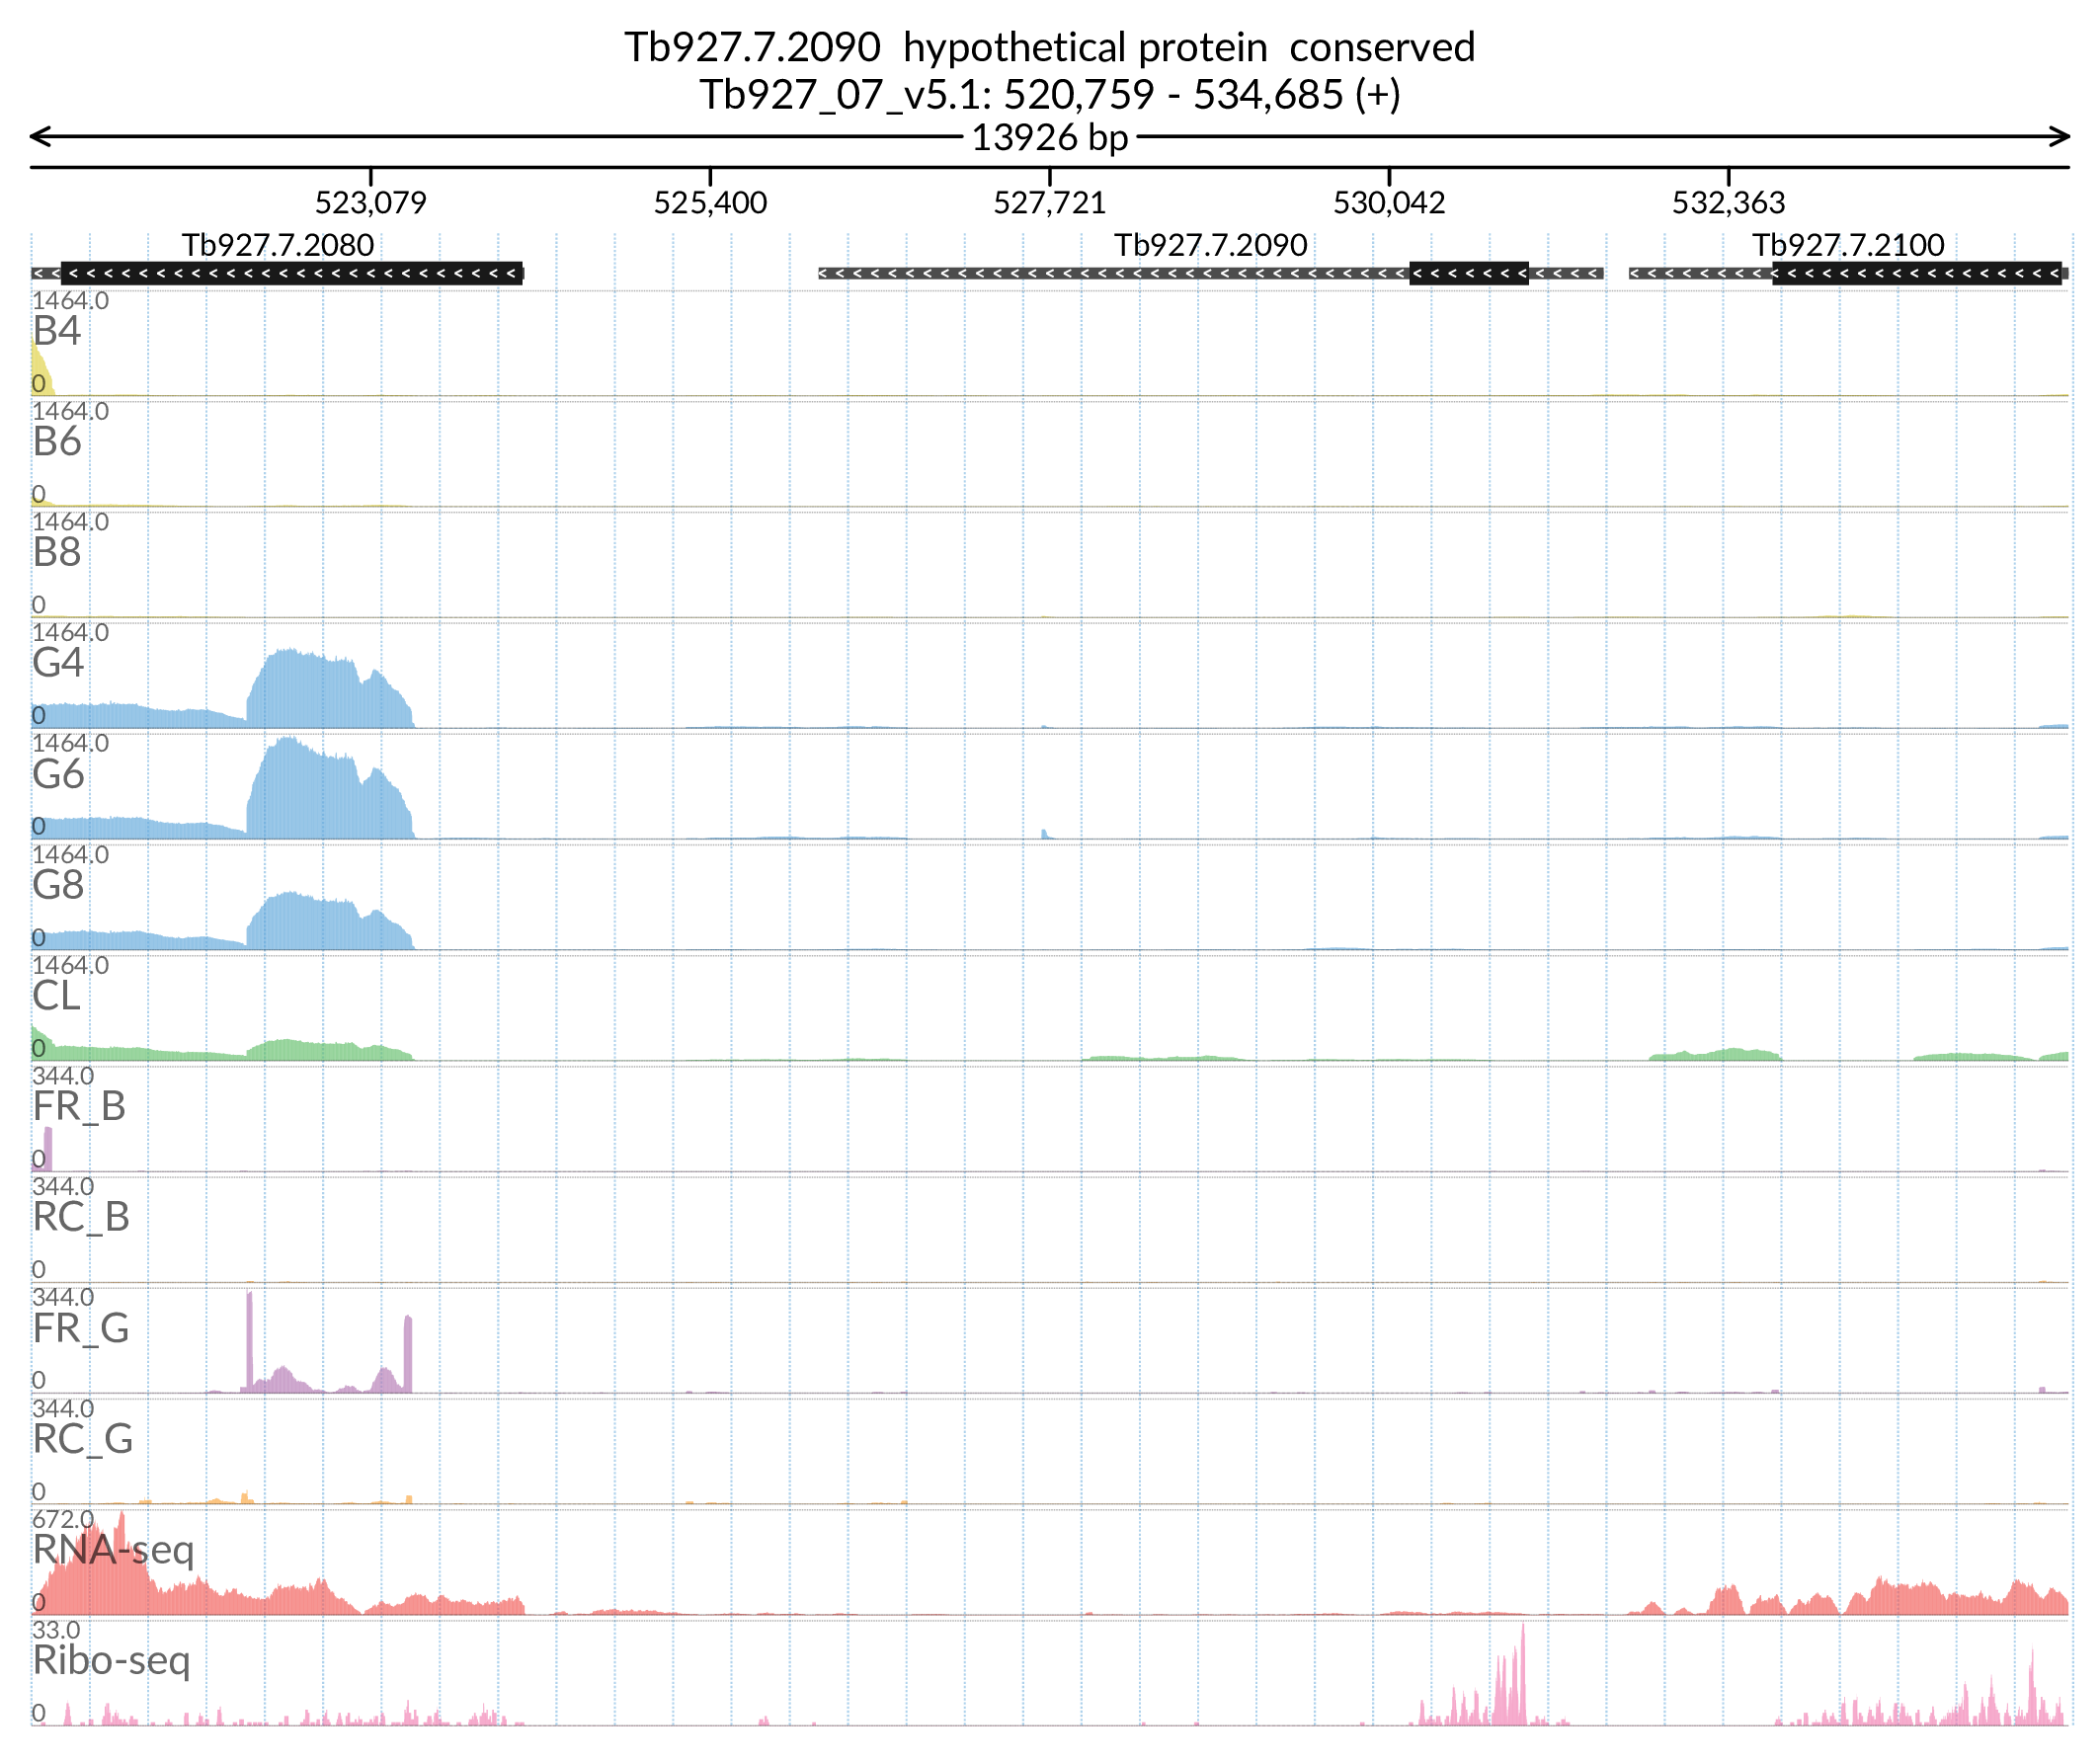 Tb927.7.2090 hypothetical protein conserved
Tb927_07_v5.1: 520,759 - 534,685 (+)
13926 bp
523,079 525,400 527,721 530,042 532,363
Tb927.7.2080 Tb927.7.2090 Tb927.7.2100
1464.0
B4
0
1464.0
B6
0
1464.0
B8
0
1464.0
G4
0
1464.0
G6
0
1464.0
G8
0
1464.0
CL
0
344.0
FR_B
0
344.0
RC_B
0
344.0
FR_G
0
344.0
RC_G
0
672.0
RNA-seq
0
33.0
Ribo-seq
0